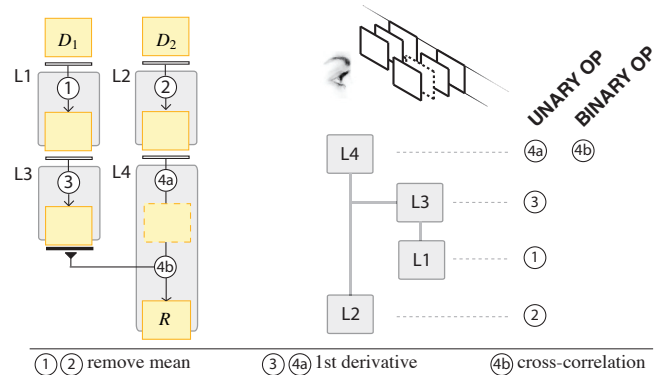 D1 D2
L1 1 L2 2
L3 3 L4 4a
4b
R
UNARY OP
BINARY OP
L4 4a 4b
L3 3
L1 1
L2 2
1 2 remove mean 3 4a 1st derivative 4b cross-correlation